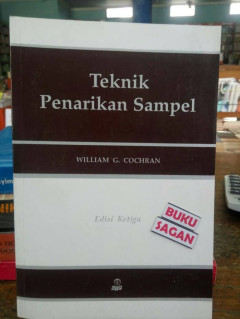 Teknik
Penarikan Sampel
WILLIAM G. COCHRAN
Edisi Ketiga
BUKU
SAGAN